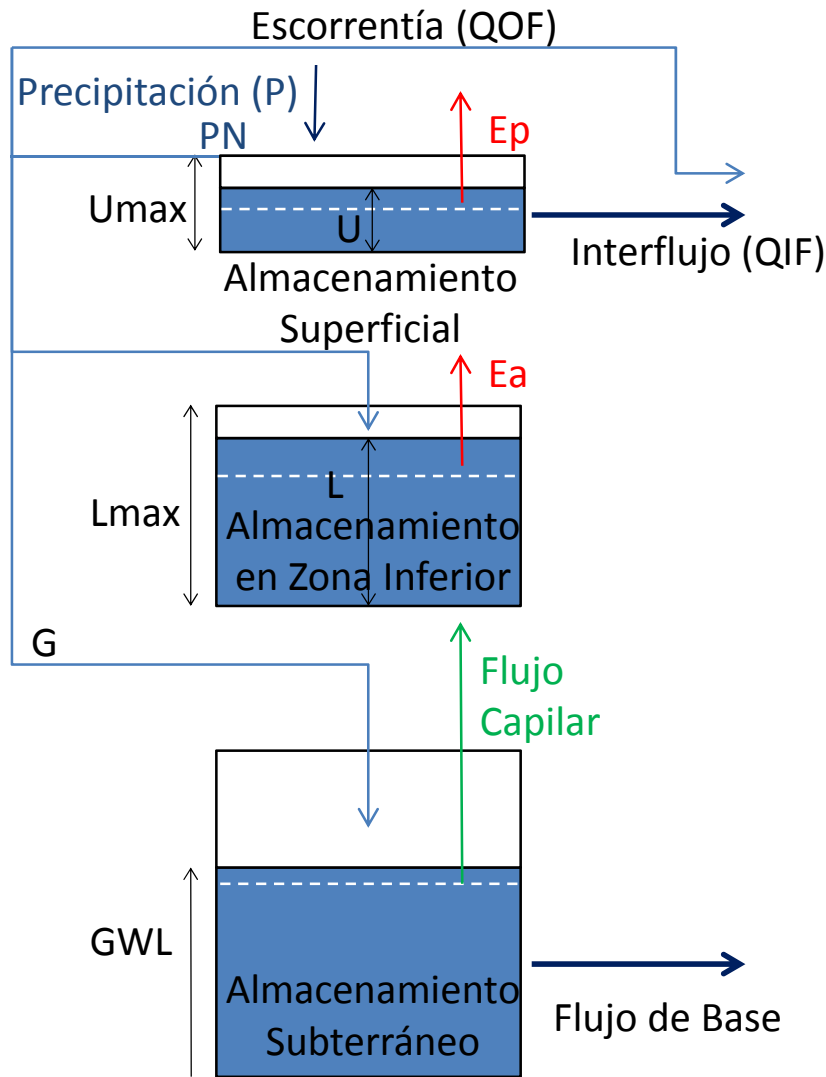 Escorrentía (QOF)
Precipitación (P)
PN
Ep
Umax
U
Interflujo (QIF)
Almacenamiento
Superficial
Ea
Lmax
L
Almacenamiento
en Zona Inferior
G
Flujo
Capilar
GWL
Almacenamiento
Subterráneo
Flujo de Base